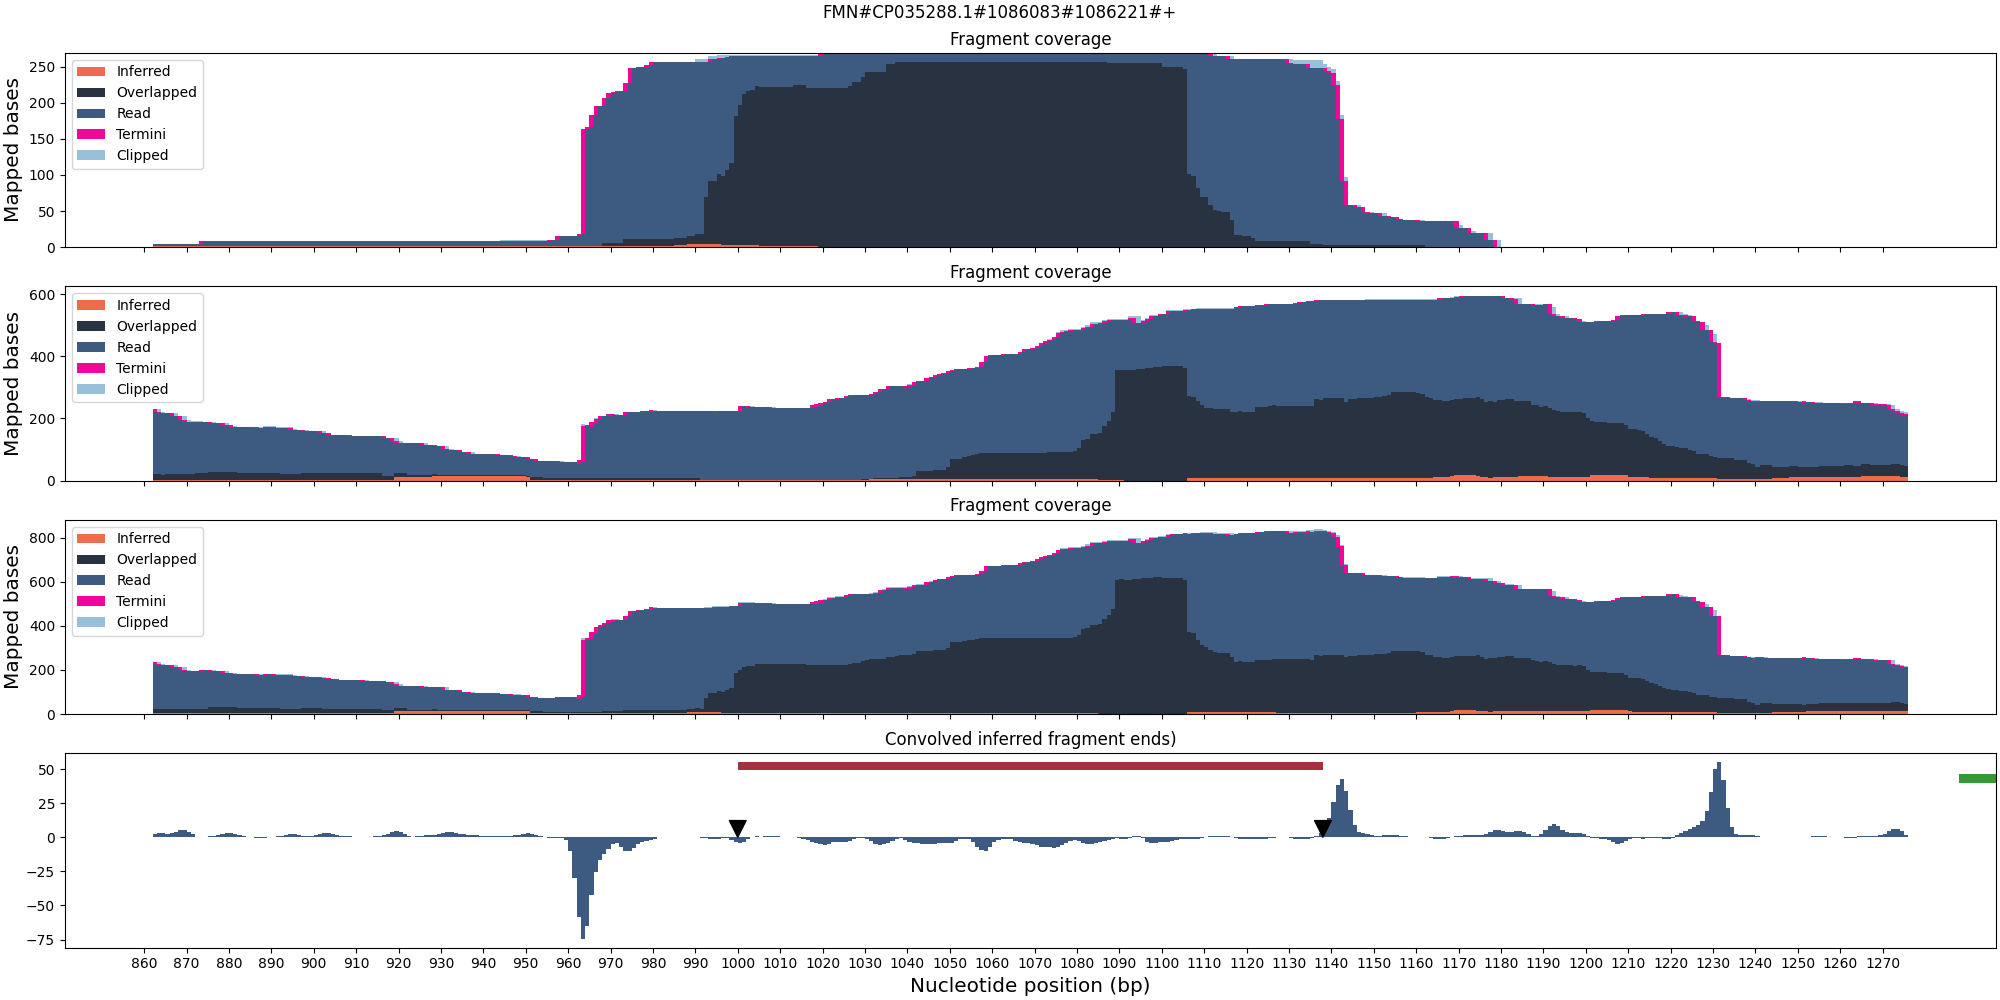 FMN#CP035288.1#1086083#1086221#+
Fragment coverage
Mapped bases
250
200
150
100
50
0
Inferred
Overlapped
Read
Termini
Clipped
Fragment coverage
Mapped bases
600
400
200
0
Inferred
Overlapped
Read
Termini
Clipped
Fragment coverage
Mapped bases
800
600
400
200
0
Inferred
Overlapped
Read
Termini
Clipped
Convolved inferred fragment ends)
50
25
0
−25
−50
−75
860 870 880 890 900 910 920 930 940 950 960 970 980 990 1000 1010 1020 1030 1040 1050 1060 1070 1080 1090 1100 1110 1120 1130 1140 1150 1160 1170 1180 1190 1200 1210 1220 1230 1240 1250 1260 1270
Nucleotide position (bp)